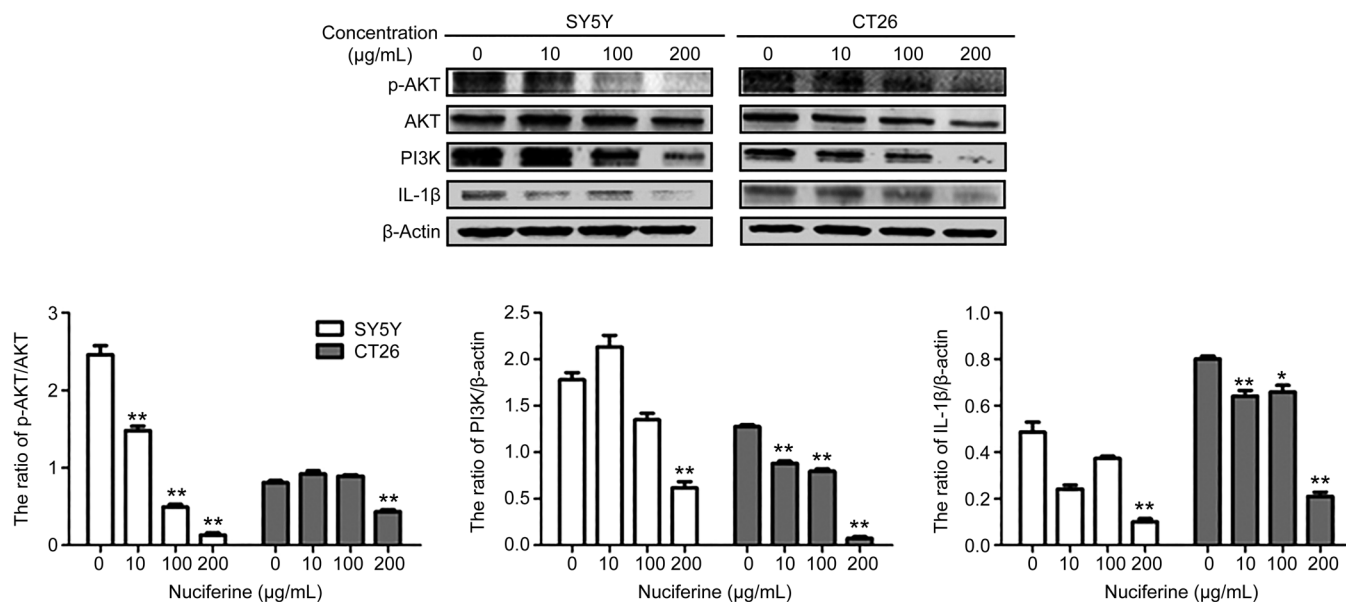 SY5Y CT26
Concentration
(µg/mL)
0 10 100 200 0 10 100 200
p-AKT
AKT
PI3K
IL-1β
β-Actin
The ratio of p-AKT/AKT
3
2
1
0
SY5Y
CT26
** ** ** **
0 10 100 200 0 10 100 200
Nuciferine (µg/mL)
The ratio of PI3K/β-actin
2.5
2.0
1.5
1.0
0.5
0.0
** ** ** **
0 10 100 200 0 10 100 200
Nuciferine (µg/mL)
The ratio of IL-1β/β-actin
1.0
0.8
0.6
0.4
0.2
0.0
** ** * **
0 10 100 200 0 10 100 200
Nuciferine (µg/mL)